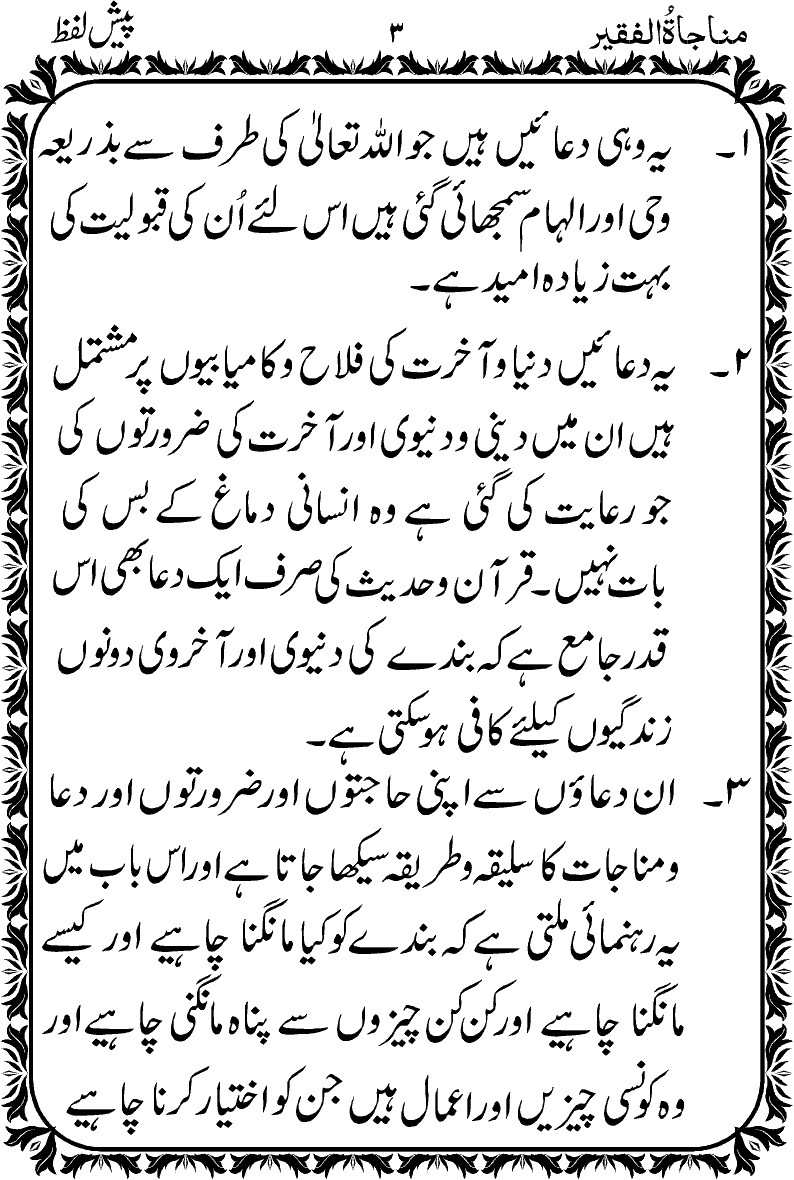 مناجاۃُ الفقیر ۳ پیش لفظ
۱۔ یہ وہی دعائیں ہیں جو اللہ تعالیٰ کی طرف سے بذریعہ
وحی اور الہام سمجھائی گئی ہیں اس لئے اُن کی قبولیت کی
بہت زیادہ امید ہے۔
۲۔ یہ دعائیں دنیا و آخرت کی فلاح و کامیابیوں پر مشتمل
ہیں ان میں دینی و دنیوی اور آخرت کی ضرورتوں کی
جو رعایت کی گئی ہے وہ انسانی دماغ کے بس کی
بات نہیں۔ قرآن و حدیث کی صرف ایک دعا بھی اس
قدر جامع ہے کہ بندے کی دنیوی اور آخروی دونوں
زندگیوں کیلئے کافی ہوسکتی ہے۔
۳۔ ان دعاؤں سے اپنی حاجتوں اور ضرورتوں اور دعا
و مناجات کا سلیقہ و طریقہ سیکھا جاتا ہے اور اس باب میں
یہ رہنمائی ملتی ہے کہ بندے کو کیا مانگنا چاہیے اور کیسے
مانگنا چاہیے اور کن کن چیزوں سے پناہ مانگنی چاہیے اور
وہ کونسی چیزیں اور اعمال ہیں جن کو اختیار کرنا چاہیے